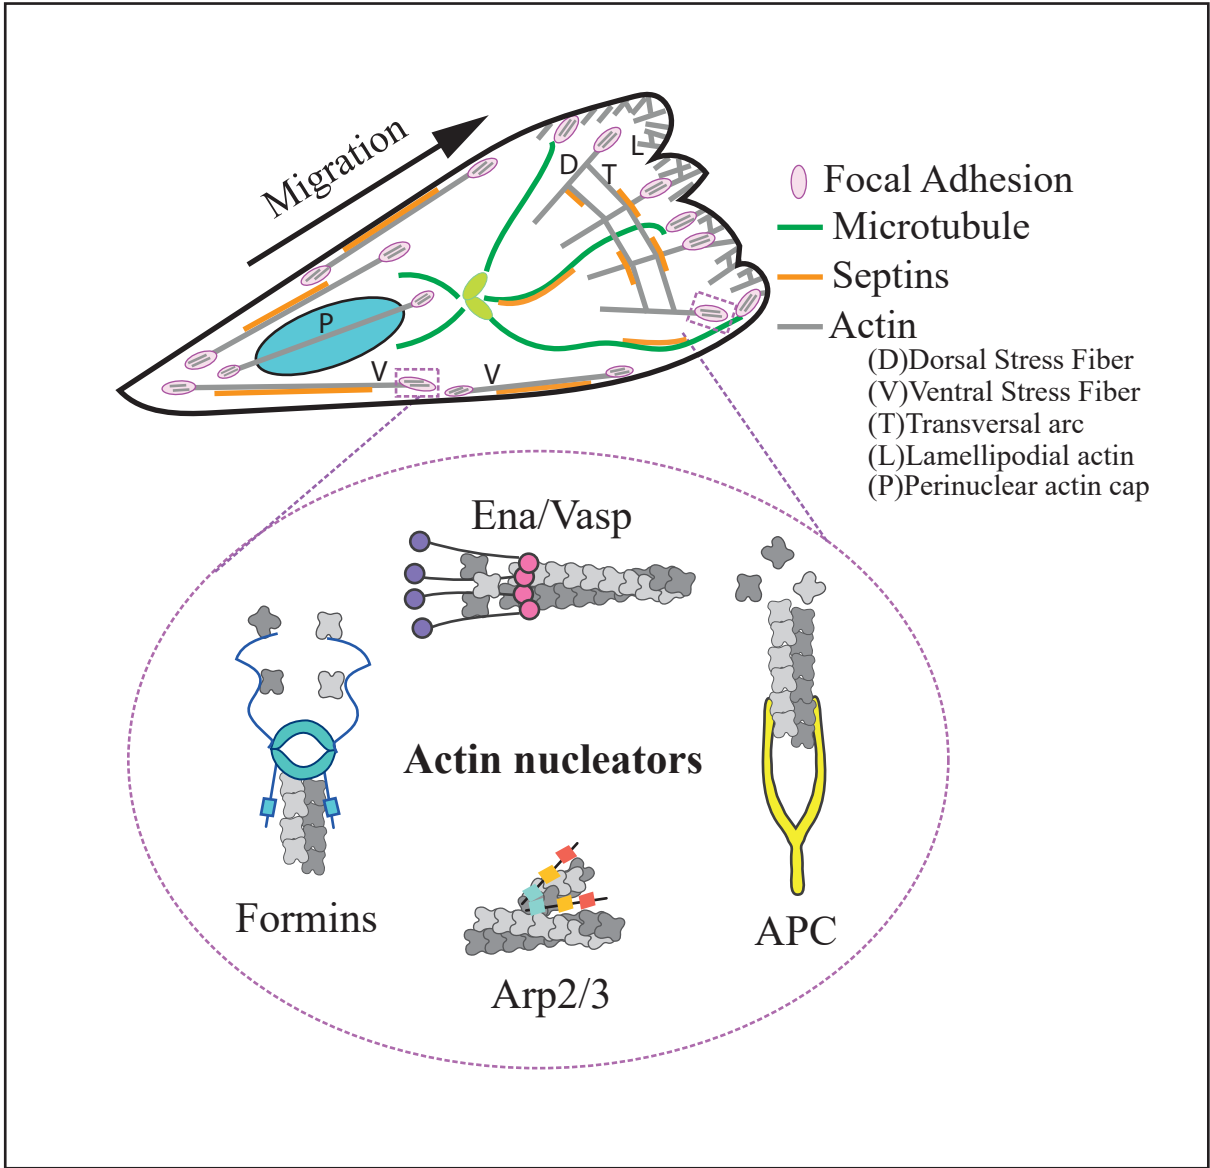 Migration
D
T
L
P
V
V
Focal Adhesion
Microtubule
Septins
Actin
(D)Dorsal Stress Fiber
(V)Ventral Stress Fiber
(T)Transversal arc
(L)Lamellipodial actin
(P)Perinuclear actin cap
Ena/Vasp
Actin nucleators
Formins
APC
Arp2/3